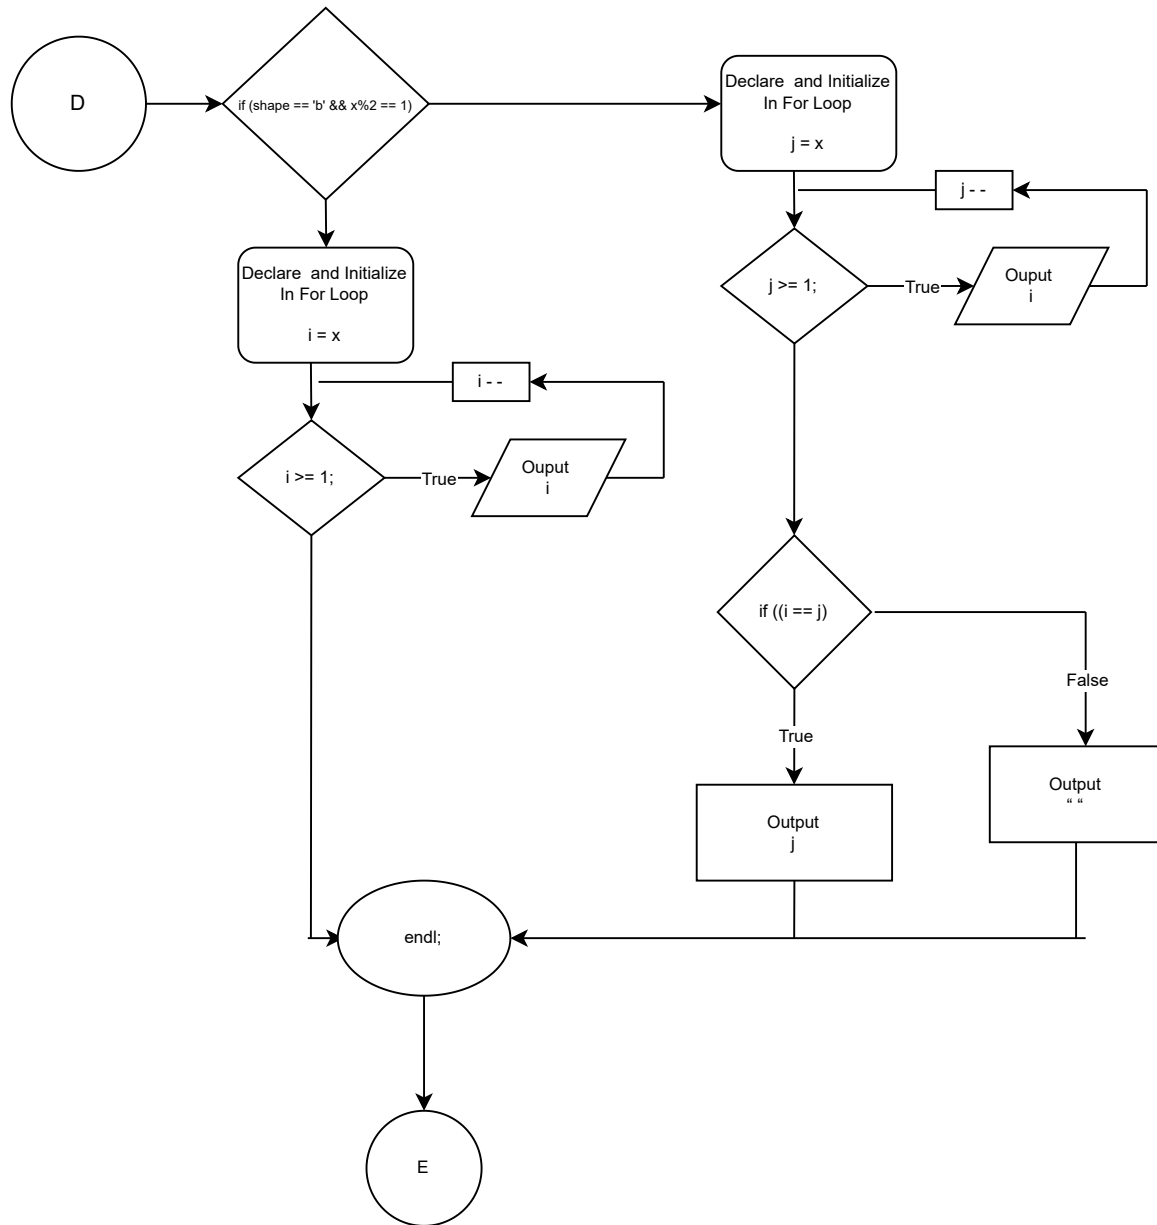 D
if (shape == 'b' && x%2 == 1)
Declare and Initialize
In For Loop
j = x
j - -
j >= 1;
True
Ouput
i
Declare and Initialize
In For Loop
i = x
i - -
i >= 1;
True
Ouput
i
if ((i == j)
False
True
Output
“ “
Output
j
endl;
E